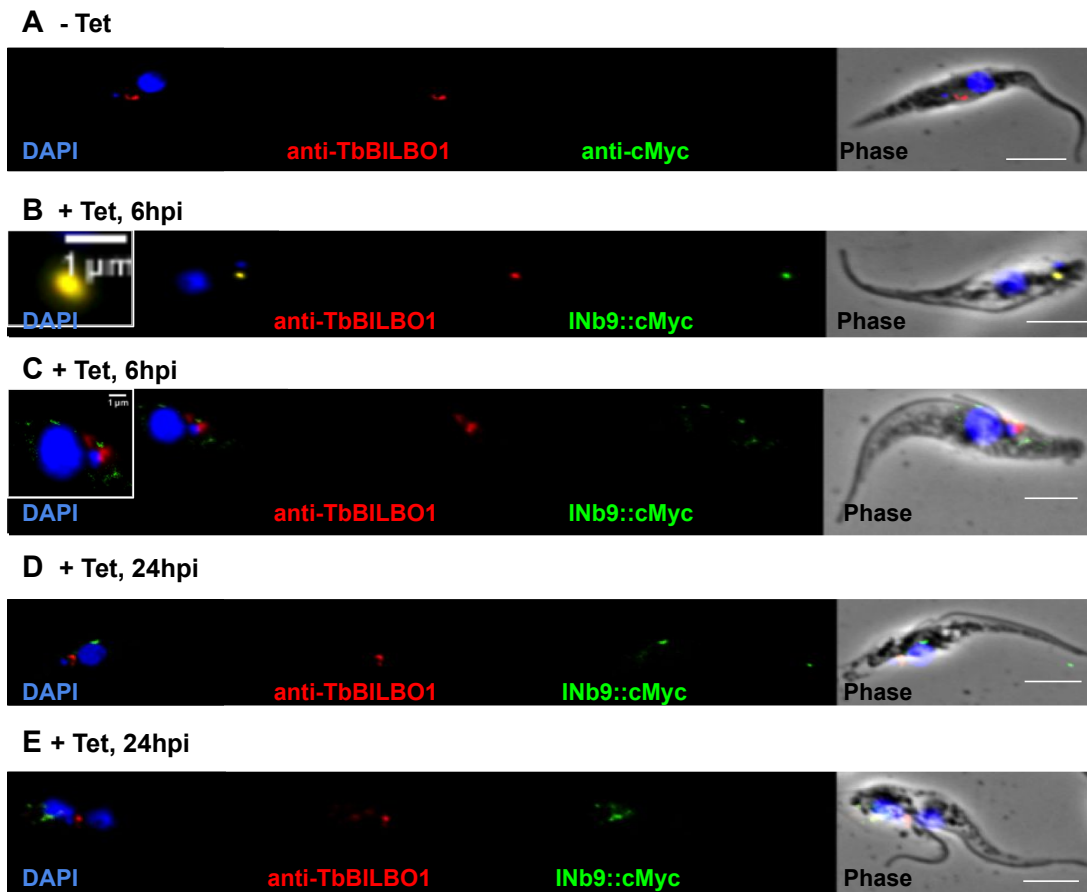 A - Tet
DAPI anti-TbBILBO1 anti-cMyc Phase
B + Tet, 6hpi
1 µm
DAPI anti-TbBILBO1 INb9::cMyc Phase
C + Tet, 6hpi
1 µm
DAPI anti-TbBILBO1 INb9::cMyc Phase
D + Tet, 24hpi
DAPI anti-TbBILBO1 INb9::cMyc Phase
E + Tet, 24hpi
DAPI anti-TbBILBO1 INb9::cMyc Phase